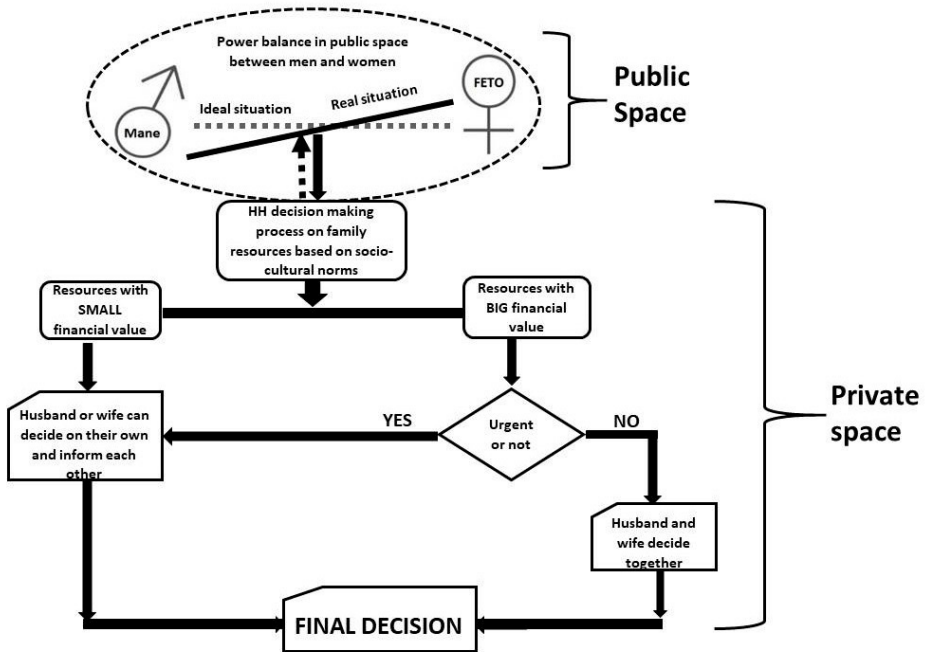 Power balance in public space
between men and women
Mane
Ideal situation
Real situation
FETO
Public
Space
HH decision making
process on family
resources based on socio-
cultural norms
Resources with
SMALL
financial value
Resources with
BIG financial
value
Husband or wife can
decide on their own
and inform each
other
YES
Urgent
or not
NO
Husband and
wife decide
together
Private
space
FINAL DECISION